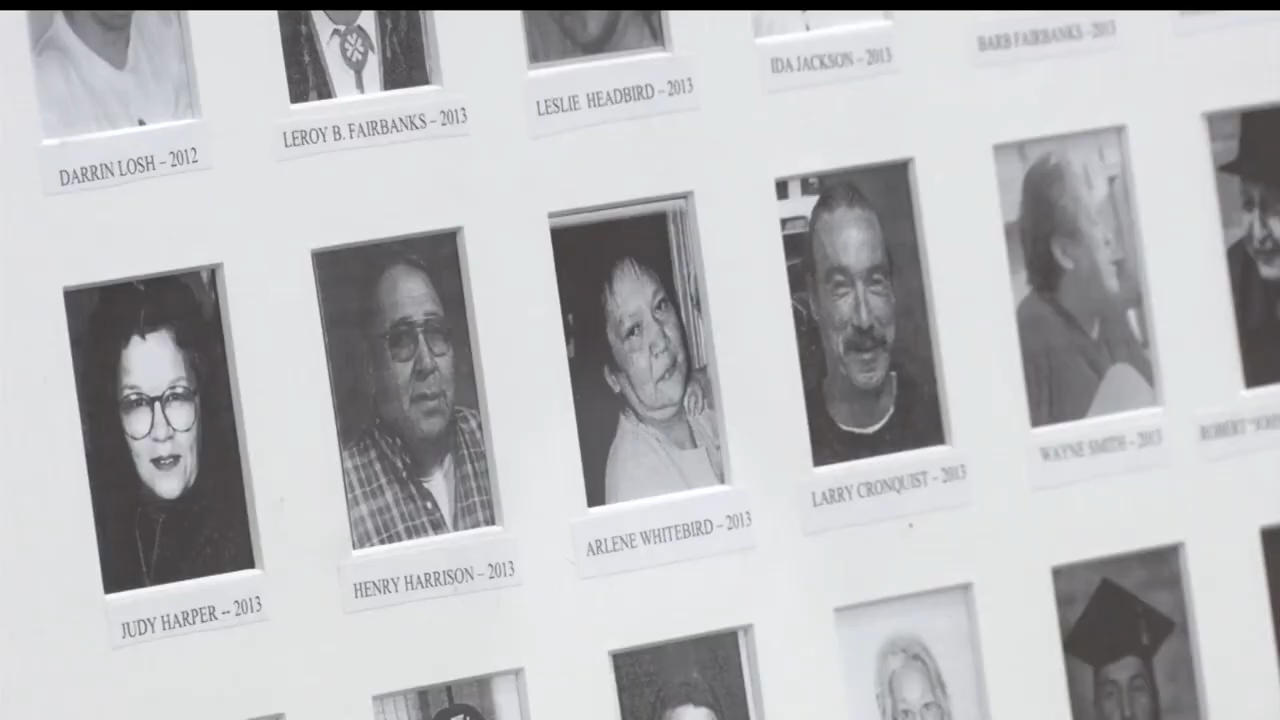 DARRIN LOSH – 2012
LEROY B. FAIRBANKS – 2013
LESLIE HEADBIRD – 2013
IDA JACKSON – 2013
BARB FAIRBANKS – 2013
JUDY HARPER -- 2013
HENRY HARRISON – 2013
ARLENE WHITEBIRD – 2013
LARRY CRONQUIST – 2013
WAYNE SMITH – 2013
ROBERT